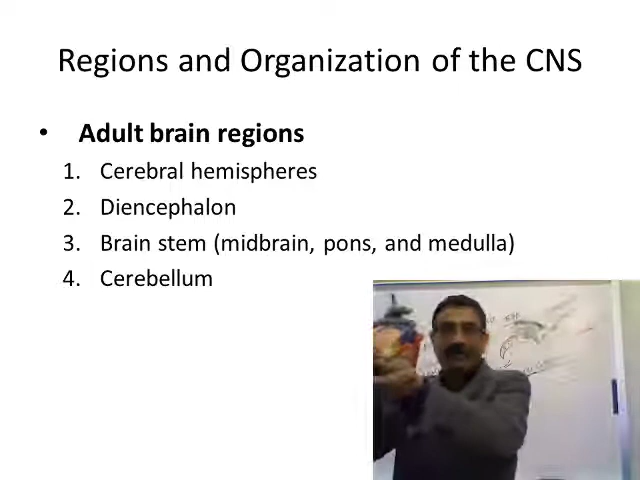 Regions and Organization of the CNS
• Adult brain regions
1. Cerebral hemispheres
2. Diencephalon
3. Brain stem (midbrain, pons, and medulla)
4. Cerebellum